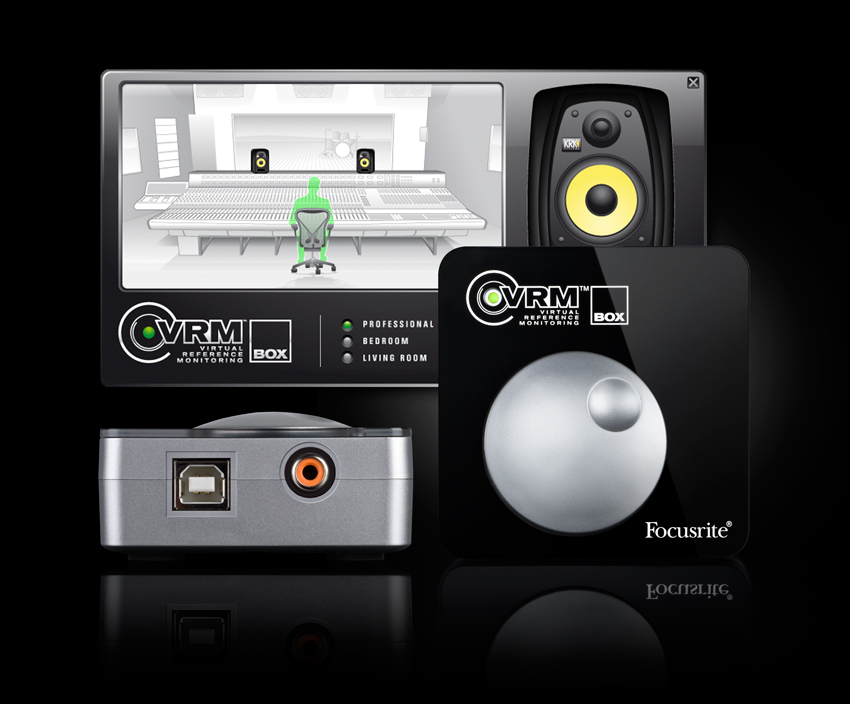 KRK
VRM
VIRTUAL
REFERENCE
MONITORING
BOX
PROFESSIONAL
BEDROOM
LIVING ROOM
VRM™
VIRTUAL
REFERENCE
MONITORING
BOX
Focusrite®